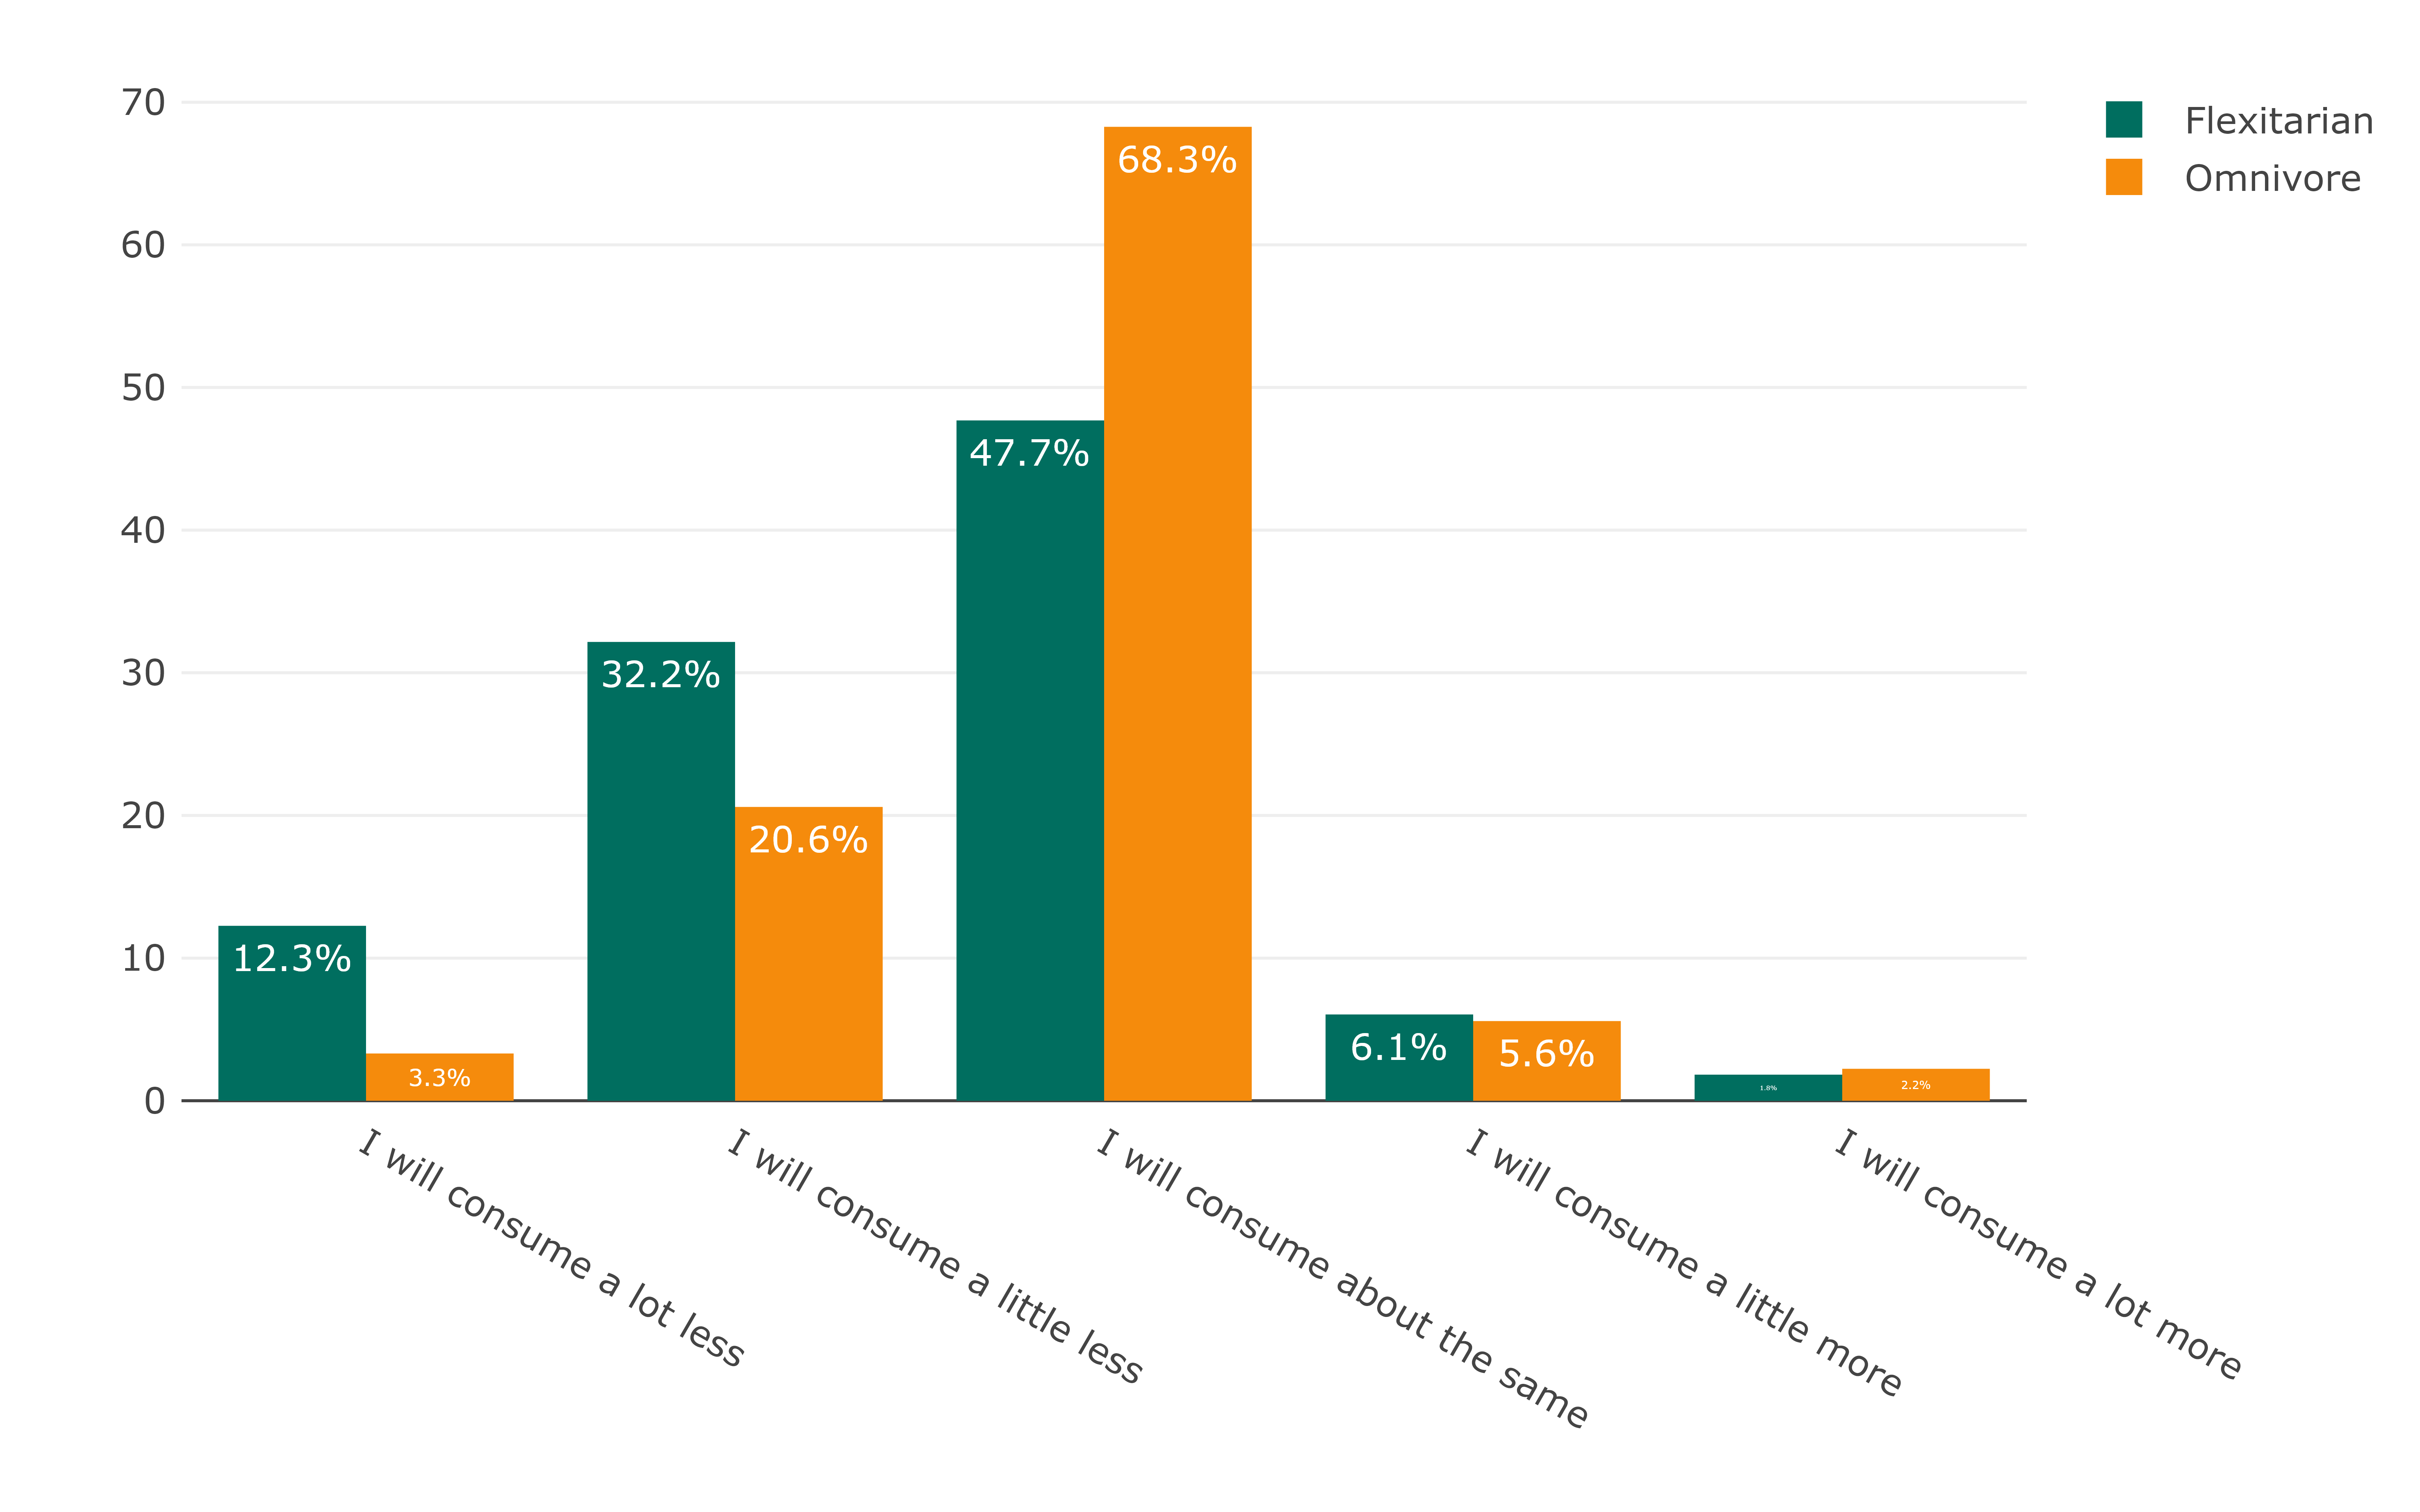 70
60
50
40
30
20
10
0
12.3%
3.3%
32.2%
20.6%
47.7%
68.3%
6.1%
5.6%
1.8%
2.2%
I will consume a lot less
I will consume a little less
I will consume about the same
I will consume a little more
I will consume a lot more
Flexitarian
Omnivore